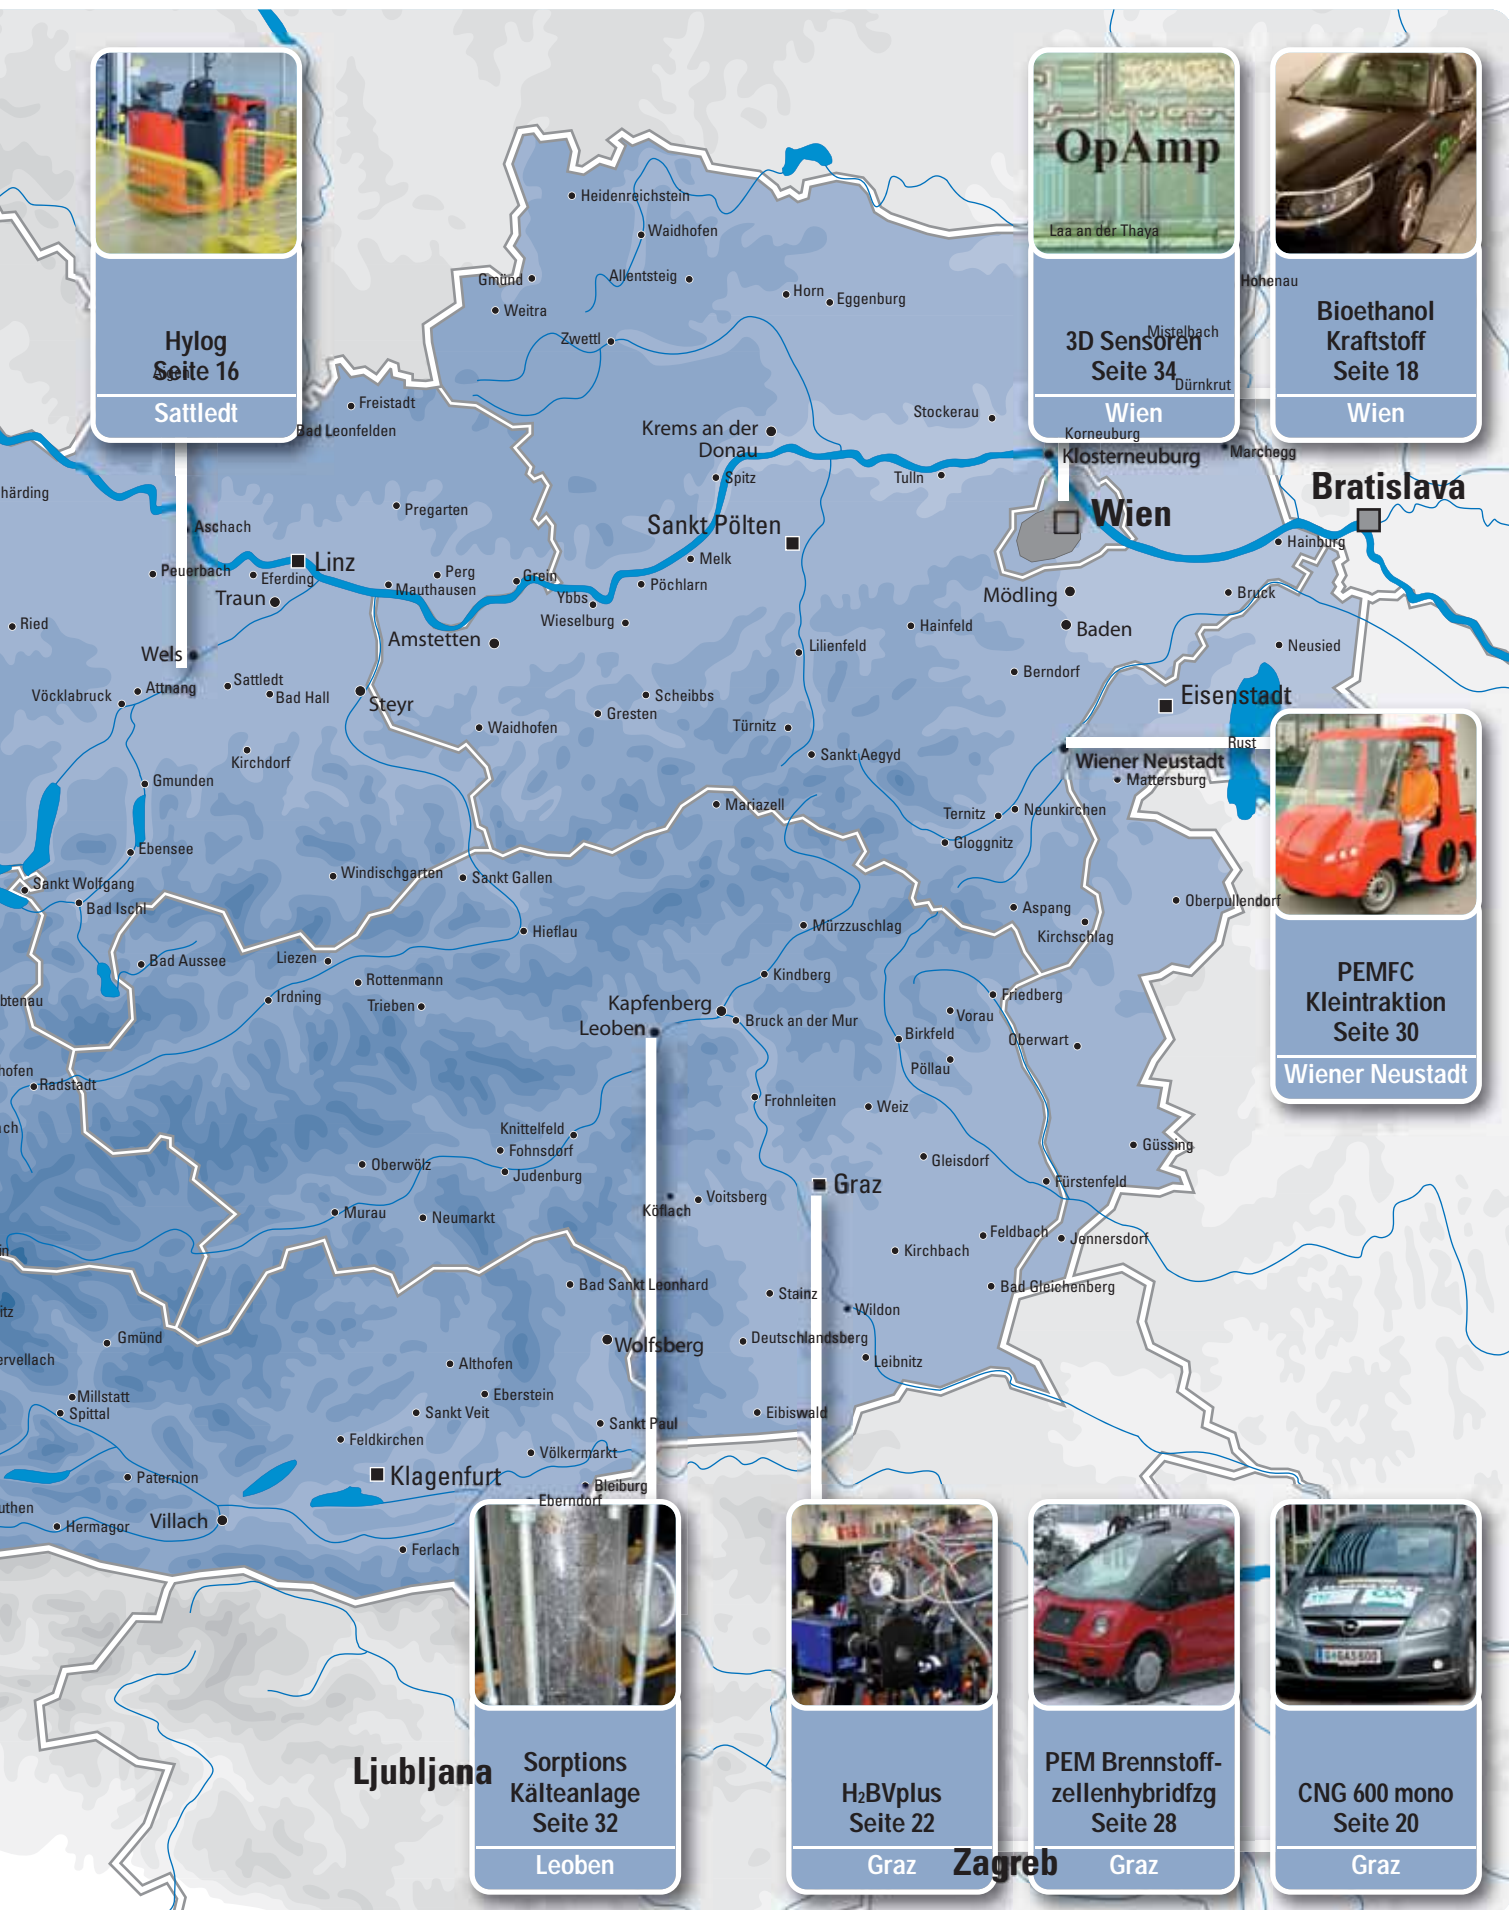 OpAmp
Laa an der Thaya
Hylog
Seite 16
Sattledt
3D Sensoren
Seite 34
Wien
Bioethanol
Kraftstoff
Seite 18
Wien
Heidenreichstein
Waidhofen
Gmünd
Allentsteig
Horn
Eggenburg
Weitra
Zwettl
Hohenau
Mistelbach
Dürnkrut
Freistadt
Bad Leonfelden
Krems an der
Donau
Stockerau
Korneuburg
Klosterneuburg
Marchegg
Spitz
Tulln
Bratislava
härding
Pregarten
Aschach
Sankt Pölten
Wien
Hainburg
Linz
Melk
Peuerbach
Eferding
Perg
Mauthausen
Grein
Pöchlarn
Ybbs
Traun
Mödling
Bruck
Ried
Wieselburg
Amstetten
Hainfeld
Baden
Wels
Lilienfeld
Neusied
Berndorf
Sattledt
Attnang
Vöcklabruck
Bad Hall
Steyr
Scheibbs
Gresten
Eisenstadt
Waidhofen
Türnitz
Rust
Kirchdorf
Sankt Aegyd
Wiener Neustadt
Gmunden
Mattersburg
Mariazell
Ternitz
Neunkirchen
Gloggnitz
Ebensee
Windischgarten
Sankt Gallen
Sankt Wolfgang
Bad Ischl
Oberpullendorf
Aspang
Kirchschlag
Mürzzuschlag
Hieflau
Bad Aussee
Liezen
PEMFC
Kleintraktion
Seite 30
Wiener Neustadt
Rottenmann
Kindberg
Irdning
Trieben
btenau
Kapfenberg
Friedberg
Vorau
Leoben
Bruck an der Mur
Birkfeld
Oberwart
Pöllau
hofen
Radstadt
Frohnleiten
Weiz
ach
Knittelfeld
Fohnsdorf
Judenburg
Oberwölz
Güssing
Gleisdorf
Fürstenfeld
Graz
Voitsberg
Köflach
Murau
Neumarkt
Feldbach
Jennersdorf
Kirchbach
in
Bad Sankt Leonhard
Stainz
Bad Gleichenberg
Wildon
itz
Gmünd
Wolfsberg
Deutschlandsberg
ervellach
Althofen
Leibnitz
Millstatt
Spittal
Eberstein
Sankt Veit
Sankt Paul
Eibiswald
Feldkirchen
Völkermarkt
Paternion
Klagenfurt
Bleiburg
Eberndorf
uthen
Hermagor
Villach
Ferlach
Ljubljana
Sorptions
Kälteanlage
Seite 32
Leoben
H2BVplus
Seite 22
Graz
Zagreb
PEM Brennstoff-
zellenhybridfzg
Seite 28
Graz
CNG 600 mono
Seite 20
Graz